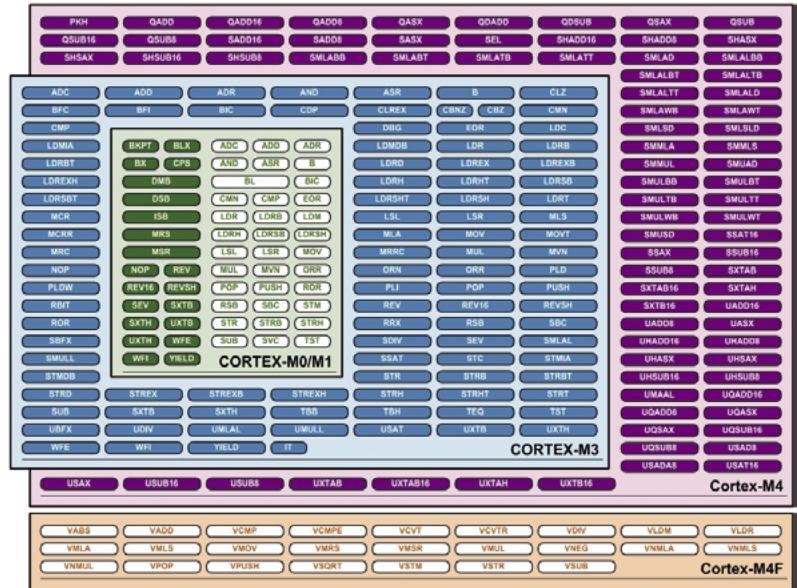 PKH QADD QADD16 QADD8 QASX QDADD QDSUB QSAX QSUB
QSUB16 QSUB8 SADD16 SADD8 SASX SEL SHADD16 SHADD8 SHASX
SHSAX SHSUB16 SHSUB8 SMLABB SMLABT SMLATB SMLATT SMLAD SMLALBB
SMLALBT SMLALTB
ADC ADD ADR AND ASR B CLZ SMLALTT SMLALD
BFC BFI BIC CDP CLREX CBNZ CBZ CMN SMLAWB SMLAWT
CMP DBG EOR LDC SMLSD SMLSLD
LDMIA BKPT BLX ADC ADD ADR LDMDB LDR LDRB SMMLA SMMLS
LDRBT BX CPS AND ASR B LDRD LDREX LDREXB SMMUL SMUAD
LDREXH DMB BL BIC LDRH LDRHT LDRSB SMULBB SMULBT
LDRSBT DSB CMN CMP EOR LDRSHT LDRSH LDRT SMULTB SMULTT
MCR ISB LDR LDRB LDM LSL LSR MLS SMULWB SMULWT
MCRR MRS LDRH LDRSB LDRSH MLA MOV MOVT SMUSD SSAT16
MRC MSR LSL LSR MOV MRRC MUL MVN SSAX SSUB16
NOP NOP REV MUL MVN ORR ORN ORR PLD SSUB8 SXTAB
PLDW REV16 REVSH POP PUSH ROR PLI POP PUSH SXTAB16 SXTAH
RBIT SEV SXTB RSB SBC STM REV REV16 REVSH SXTB16 UADD16
ROR SXTH UXTB STR STRB STRH RRX RSB SBC UADD8 UASX
SBFX UXTH WFE SUB SVC TST SDIV SEV SMLAL UHADD16 UHADD8
SMULL WFI YIELD CORTEX-M0/M1 SSAT STC STMIA UHASX UHSAX
STMDB STR STRB STRBT UHSUB16 UHSUB8
STRD STREX STREXB STREXH STRH STRHT STRT UMAAL UQADD16
SUB SXTB SXTH TBB TBH TEQ TST UQADD8 UQASX
UBFX UDIV UMLAL UMULL USAT UXTB UXTH UQSAX UQSUB16
WFE WFI YIELD IT CORTEX-M3 UQSUB8 USAD8
USADA8 USAT16
USAX USUB16 USUB8 UXTAB UXTAB16 UXTAH UXTB16 Cortex-M4
VABS VADD VCMP VCMPE VCVT VCVTR VDIV VLDM VLDR
VMLA VMLS VMOV VMRS VMSR VMUL VNEG VNMLA VNMLS
VNMUL VPOP VPUSH VSQRT VSTM VSTR VSUB Cortex-M4F